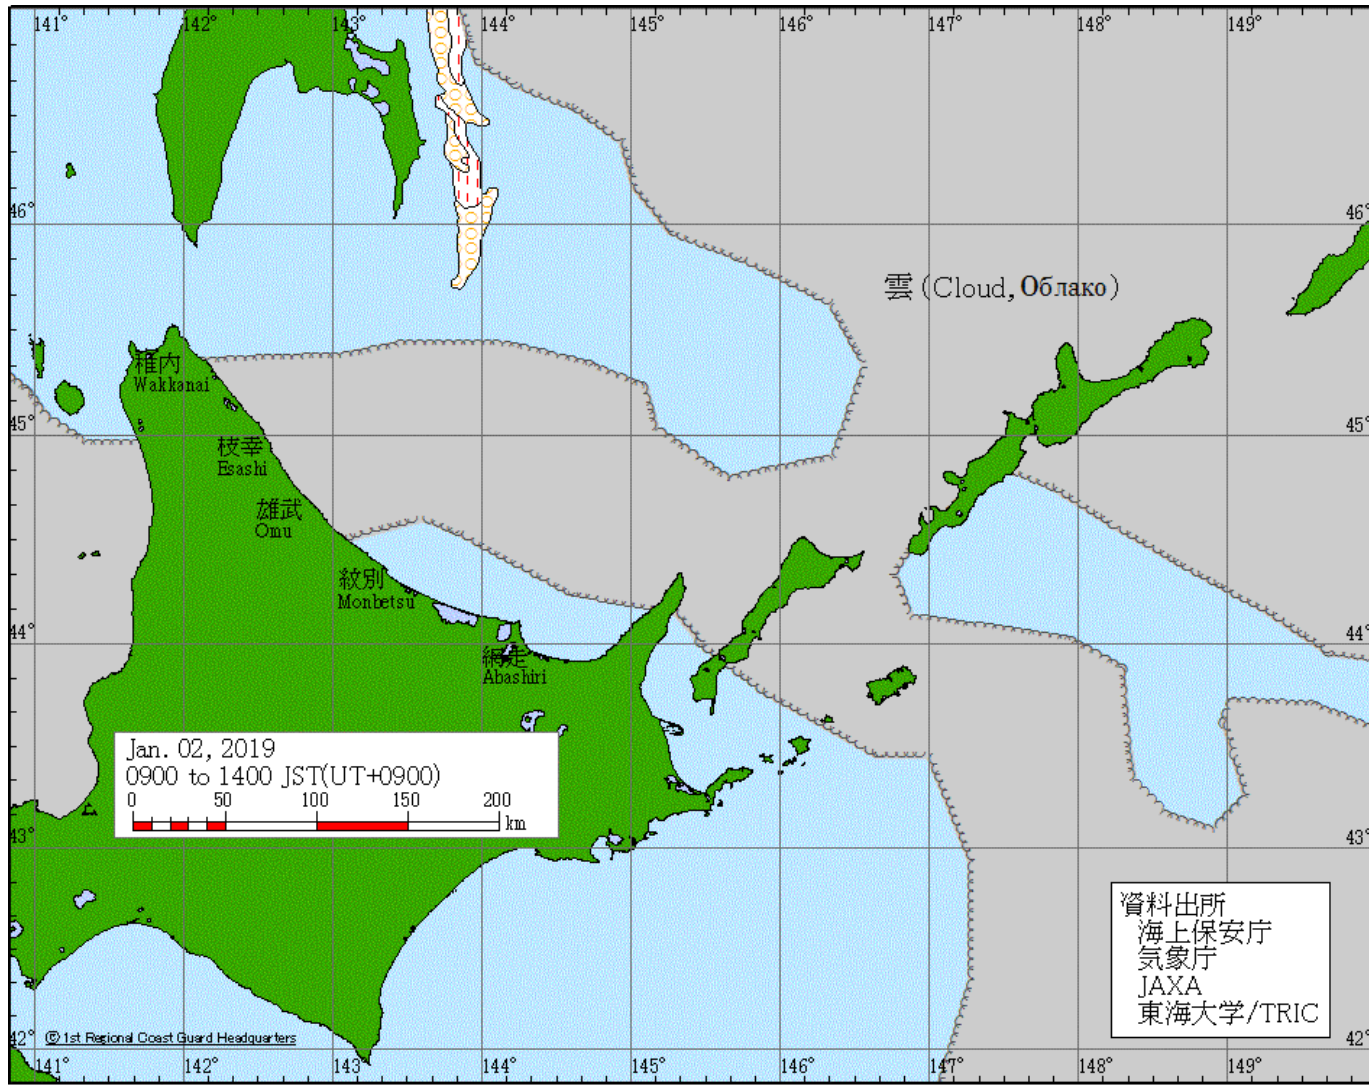 141° 142° 143° 144° 145° 146° 147° 148° 149°
46° 46°
雲 (Cloud, Облако)
稚内
Wakkanai
45° 45°
枝幸
Esashi
雄武
Omu
紋別
Monbetsu
44° 44°
網走
Abashiri
Jan. 02, 2019
0900 to 1400 JST(UT+0900)
0 50 100 150 200
km
43° 43°
資料出所
海上保安庁
気象庁
JAXA
東海大学/TRIC
42° 42°
© 1st Regional Coast Guard Headquarters
141° 142° 143° 144° 145° 146° 147° 148° 149°